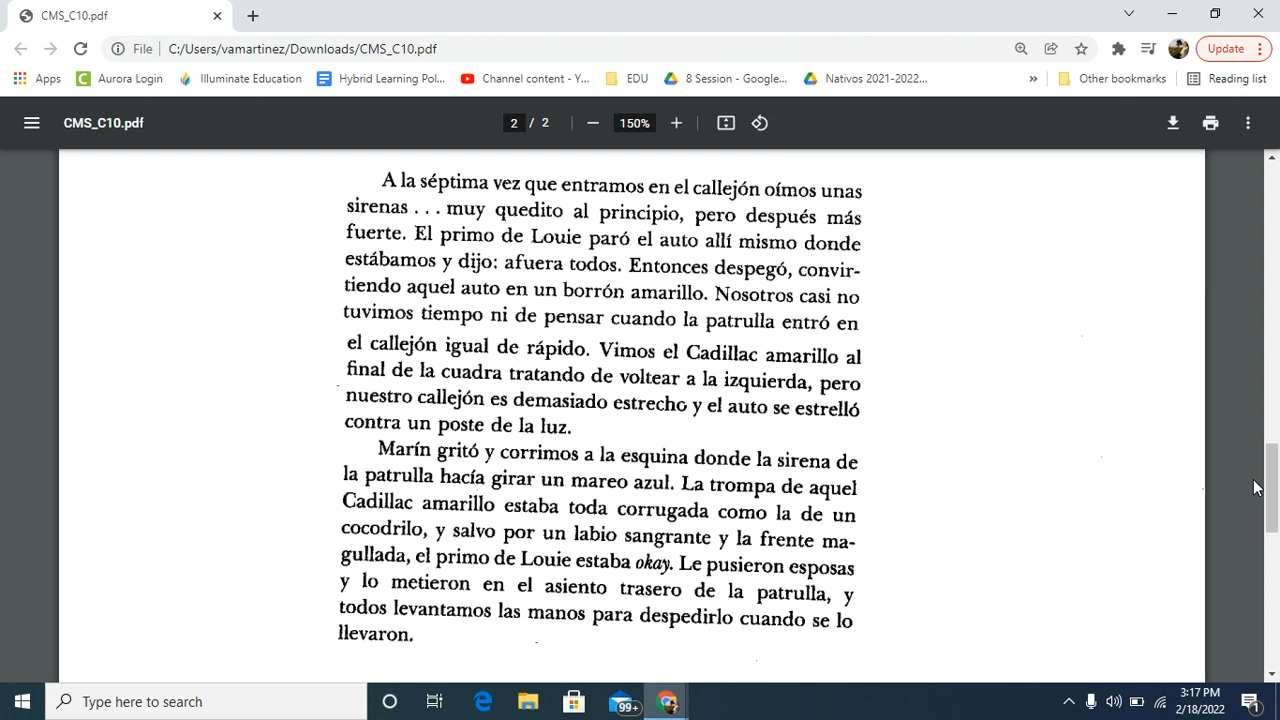 CMS_C10.pdf
File C:/Users/vamartinez/Downloads/CMS_C10.pdf Update
Apps Aurora Login Illuminate Education Hybrid Learning Pol... Channel content - Y... EDU 8 Session - Google... Nativos 2021-2022... » Other bookmarks Reading list
CMS_C10.pdf 2 / 2 150%
A la séptima vez que entramos en el callejón oímos unas
sirenas . . . muy quedito al principio, pero después más
fuerte. El primo de Louie paró el auto allí mismo donde
estábamos y dijo: afuera todos. Entonces despegó, convir-
tiendo aquel auto en un borrón amarillo. Nosotros casi no
tuvimos tiempo ni de pensar cuando la patrulla entró en
el callejón igual de rápido. Vimos el Cadillac amarillo al
final de la cuadra tratando de voltear a la izquierda, pero
nuestro callejón es demasiado estrecho y el auto se estrelló
contra un poste de la luz.
Marín gritó y corrimos a la esquina donde la sirena de
la patrulla hacía girar un mareo azul. La trompa de aquel
Cadillac amarillo estaba toda corrugada como la de un
cocodrilo, y salvo por un labio sangrante y la frente ma-
gullada, el primo de Louie estaba okay. Le pusieron esposas
y lo metieron en el asiento trasero de la patrulla, y
todos levantamos las manos para despedirlo cuando se lo
llevaron.
Type here to search 99+ 3:17 PM
2/18/2022 1